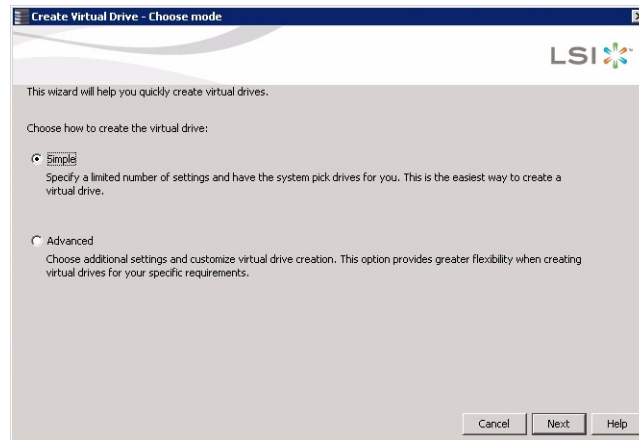 Create Virtual Drive - Choose mode
LSI
This wizard will help you quickly create virtual drives.
Choose how to create the virtual drive:
Simple
Specify a limited number of settings and have the system pick drives for you. This is the easiest way to create a
virtual drive.
Advanced
Choose additional settings and customize virtual drive creation. This option provides greater flexibility when creating
virtual drives for your specific requirements.
Cancel Next Help